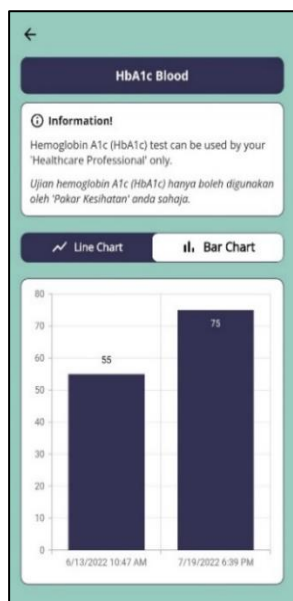 HbA1c Blood
Information!
Hemoglobin A1c (HbA1c) test can be used by your
'Healthcare Professional' only.
Ujian hemoglobin A1c (HbA1c) hanya boleh digunakan
oleh 'Pakar Kesihatan' anda sahaja.
Line Chart Bar Chart
80
75
70
60
55
50
40
30
20
10
0
6/13/2022 10:47 AM 7/19/2022 6:39 PM